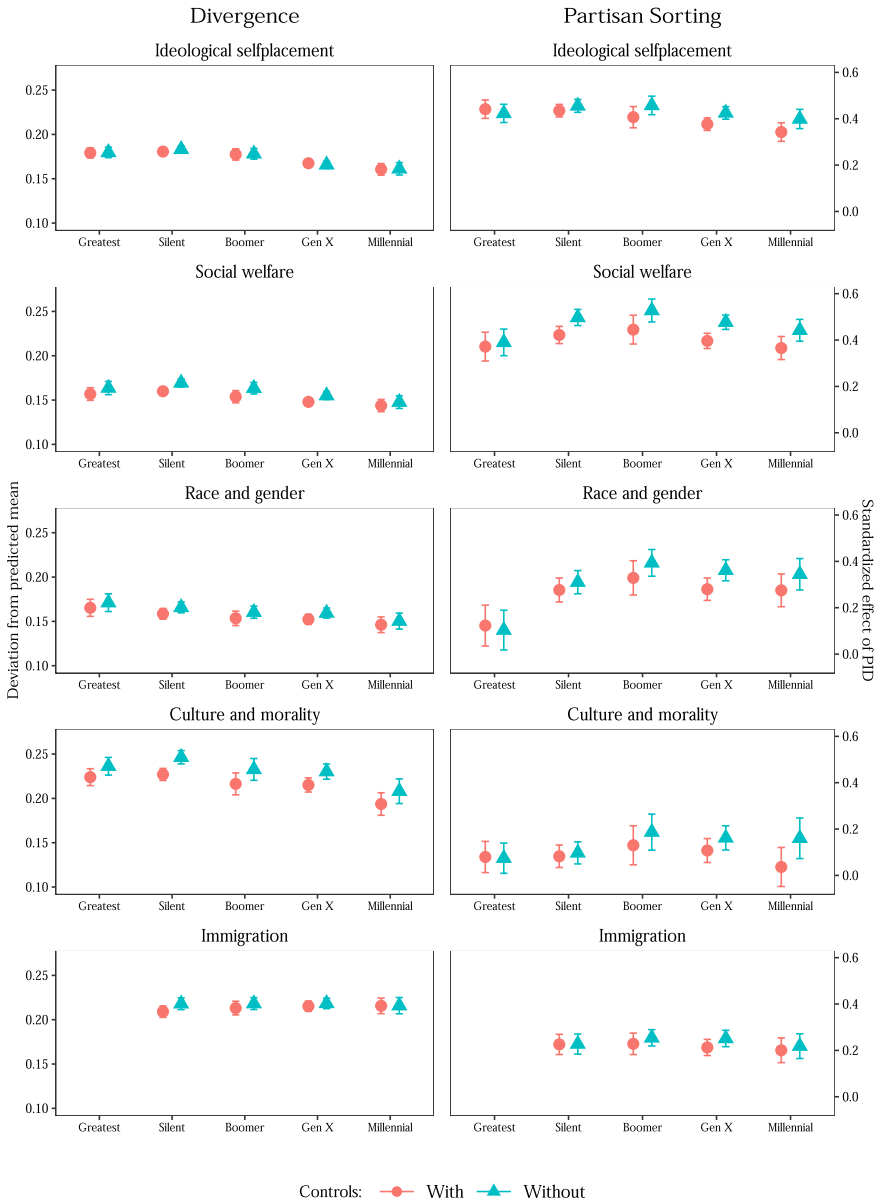 Divergence
Partisan Sorting
Ideological selfplacement
Ideological selfplacement
0.25
0.20
0.15
0.10
0.6
0.4
0.2
0.0
Greatest Silent Boomer Gen X Millennial
Greatest Silent Boomer Gen X Millennial
Social welfare
Social welfare
0.25
0.20
0.15
0.10
0.6
0.4
0.2
0.0
Greatest Silent Boomer Gen X Millennial
Greatest Silent Boomer Gen X Millennial
Deviation from predicted mean
Race and gender
Race and gender
0.25
0.20
0.15
0.10
0.6
0.4
0.2
0.0
Standardized effect of PID
Greatest Silent Boomer Gen X Millennial
Greatest Silent Boomer Gen X Millennial
Culture and morality
Culture and morality
0.25
0.20
0.15
0.10
0.6
0.4
0.2
0.0
Greatest Silent Boomer Gen X Millennial
Greatest Silent Boomer Gen X Millennial
Immigration
Immigration
0.25
0.20
0.15
0.10
0.6
0.4
0.2
0.0
Greatest Silent Boomer Gen X Millennial
Greatest Silent Boomer Gen X Millennial
Controls: With Without